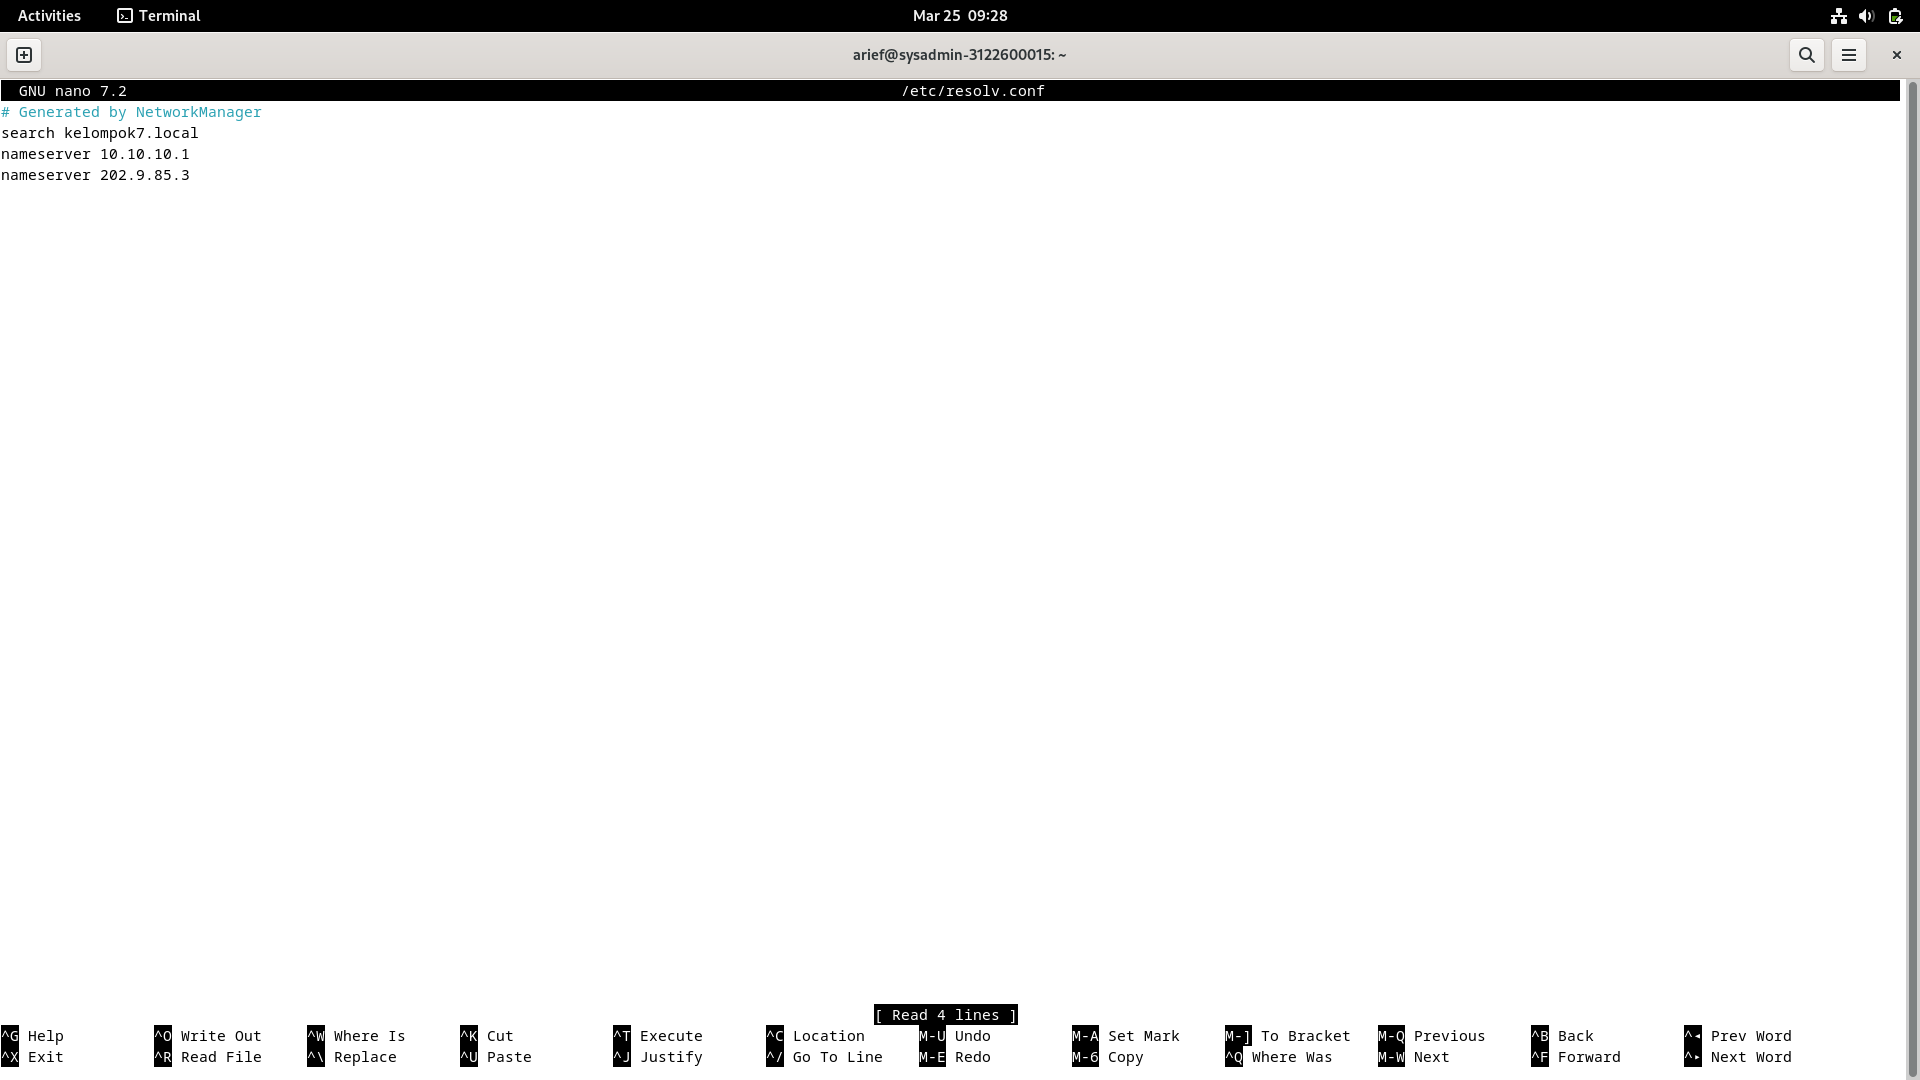 Activities Terminal Mar 25 09:28
arief@sysadmin-3122600015: ~
GNU nano 7.2 /etc/resolv.conf
# Generated by NetworkManager
search kelompok7.local
nameserver 10.10.10.1
nameserver 202.9.85.3
[ Read 4 lines ]
^G Help ^O Write Out ^W Where Is ^K Cut ^T Execute ^C Location M-U Undo M-A Set Mark M-] To Bracket M-Q Previous ^B Back ^◂ Prev Word
^X Exit ^R Read File ^\ Replace ^U Paste ^J Justify ^/ Go To Line M-E Redo M-6 Copy ^Q Where Was M-W Next ^F Forward ^▸ Next Word